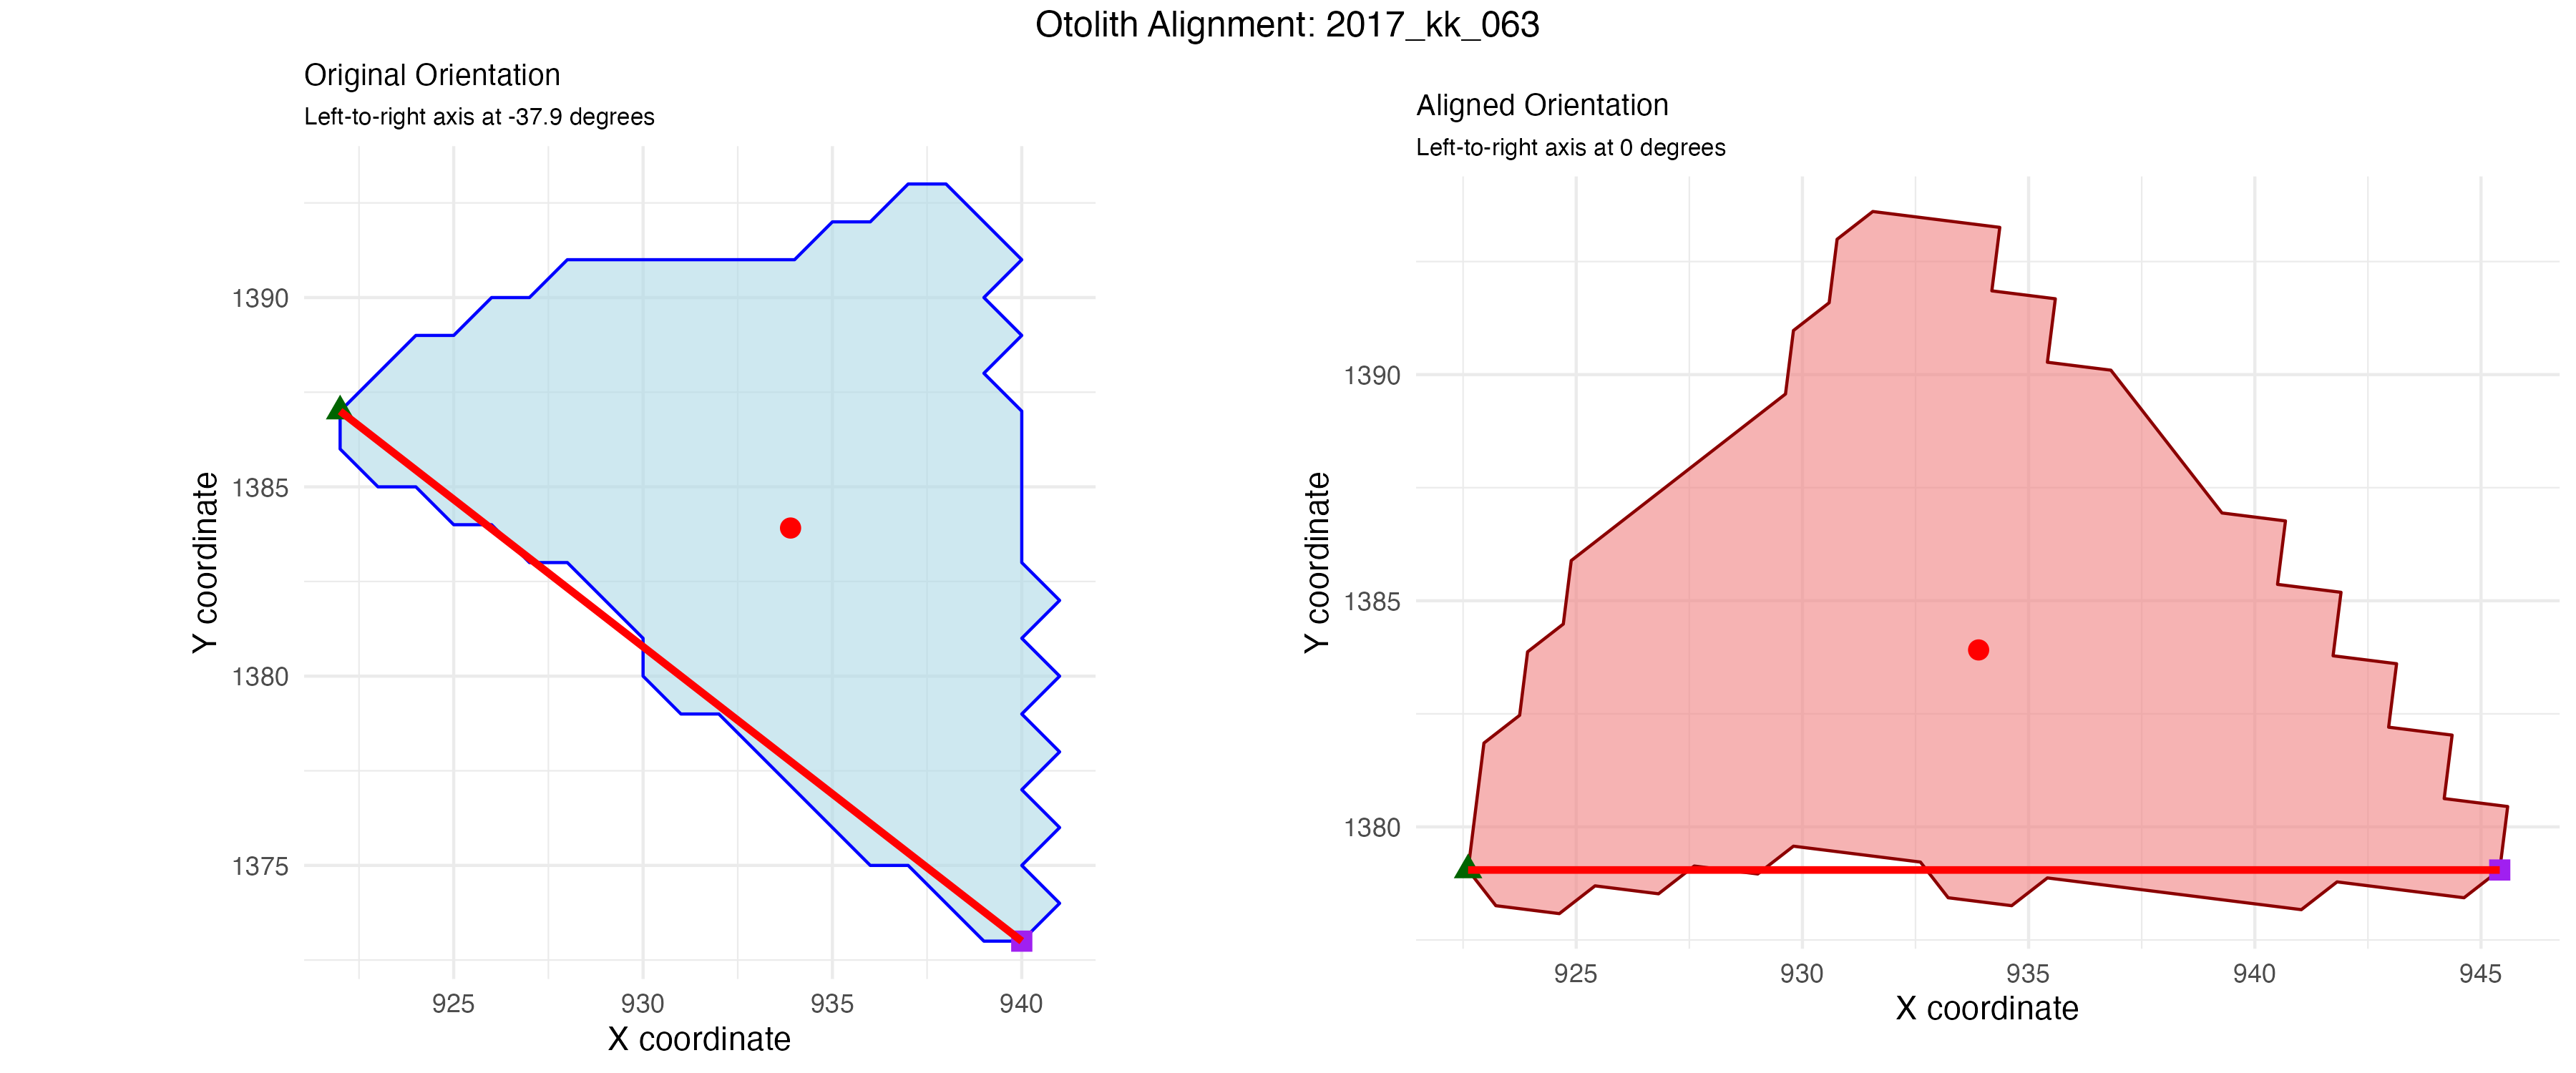 Otolith Alignment: 2017_kk_063
Original Orientation
Left-to-right axis at -37.9 degrees
Y coordinate
1390
1385
1380
1375
925
930
935
940
X coordinate
Aligned Orientation
Left-to-right axis at 0 degrees
Y coordinate
1390
1385
1380
925
930
935
940
945
X coordinate